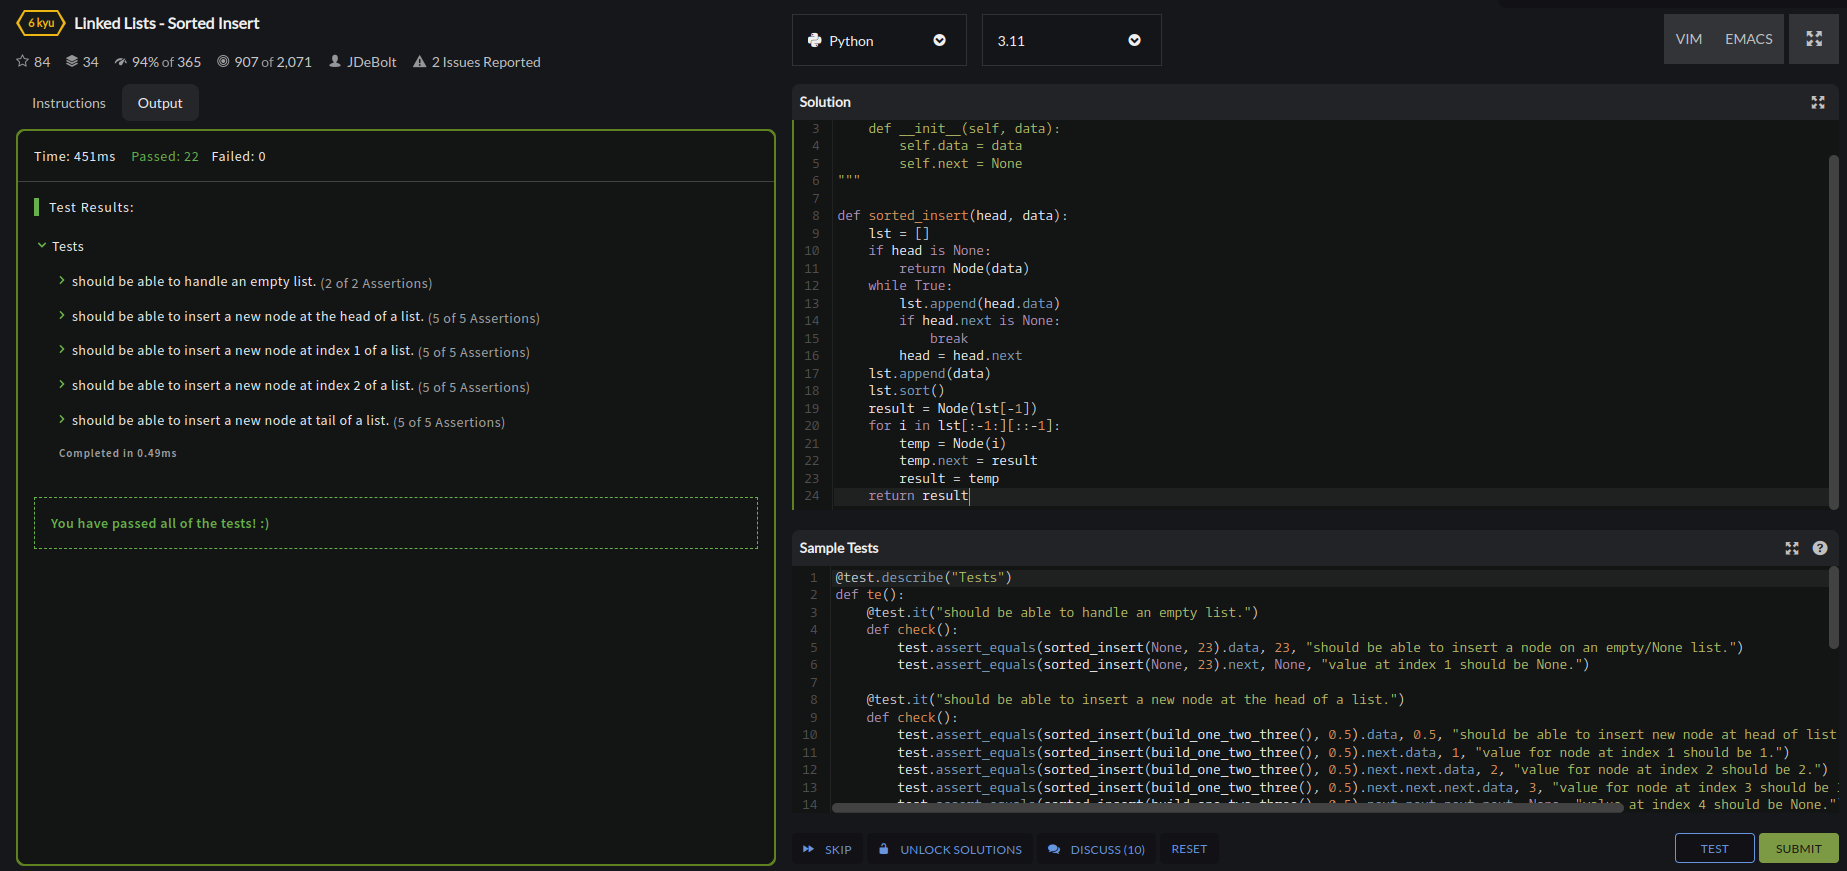 6 kyu Linked Lists - Sorted Insert
84 34 94% of 365 907 of 2,071 JDeBolt 2 Issues Reported
Instructions Output
Time: 451ms Passed: 22 Failed: 0
Test Results:
Tests
should be able to handle an empty list. (2 of 2 Assertions)
should be able to insert a new node at the head of a list. (5 of 5 Assertions)
should be able to insert a new node at index 1 of a list. (5 of 5 Assertions)
should be able to insert a new node at index 2 of a list. (5 of 5 Assertions)
should be able to insert a new node at tail of a list. (5 of 5 Assertions)
Completed in 0.49ms
You have passed all of the tests! :)
Python 3.11 VIM EMACS
Solution
3 def __init__(self, data):
4 self.data = data
5 self.next = None
6 """
7
8 def sorted_insert(head, data):
9 lst = []
10 if head is None:
11 return Node(data)
12 while True:
13 lst.append(head.data)
14 if head.next is None:
15 break
16 head = head.next
17 lst.append(data)
18 lst.sort()
19 result = Node(lst[-1])
20 for i in lst[:-1:][::-1]:
21 temp = Node(i)
22 temp.next = result
23 result = temp
24 return result
Sample Tests
1 @test.describe("Tests")
2 def te():
3 @test.it("should be able to handle an empty list.")
4 def check():
5 test.assert_equals(sorted_insert(None, 23).data, 23, "should be able to insert a node on an empty/None list.")
6 test.assert_equals(sorted_insert(None, 23).next, None, "value at index 1 should be None.")
7
8 @test.it("should be able to insert a new node at the head of a list.")
9 def check():
10 test.assert_equals(sorted_insert(build_one_two_three(), 0.5).data, 0.5, "should be able to insert new node at head of list
11 test.assert_equals(sorted_insert(build_one_two_three(), 0.5).next.data, 1, "value for node at index 1 should be 1.")
12 test.assert_equals(sorted_insert(build_one_two_three(), 0.5).next.next.data, 2, "value for node at index 2 should be 2.")
13 test.assert_equals(sorted_insert(build_one_two_three(), 0.5).next.next.next.data, 3, "value for node at index 3 should be
14 at index 4 should be None."
SKIP UNLOCK SOLUTIONS DISCUSS (10) RESET TEST SUBMIT